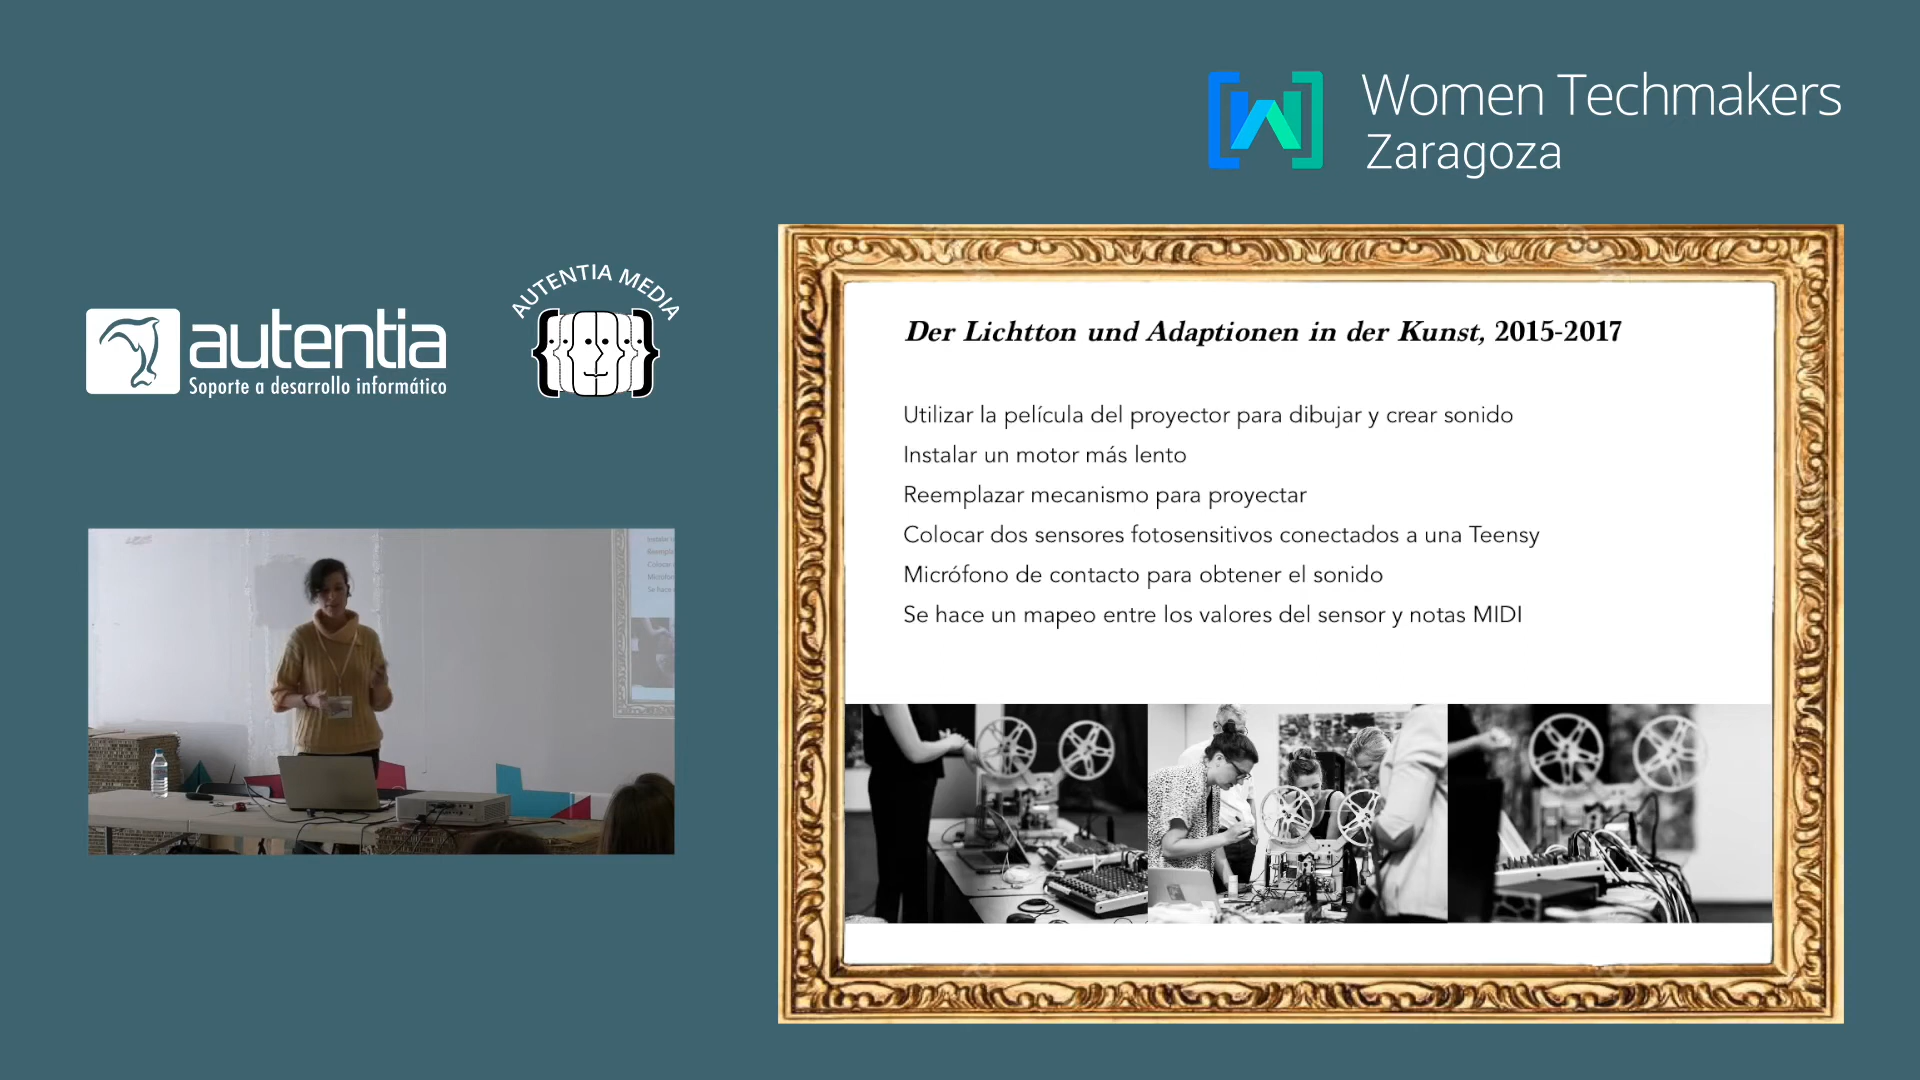 Women Techmakers
Zaragoza
AUTENTIA MEDIA
autentia
Soporte a desarrollo informático
Der Lichtton und Adaptionen in der Kunst, 2015-2017
Utilizar la película del proyector para dibujar y crear sonido
Instalar un motor más lento
Reemplazar mecanismo para proyectar
Colocar dos sensores fotosensitivos conectados a una Teensy
Micrófono de contacto para obtener el sonido
Se hace un mapeo entre los valores del sensor y notas MIDI